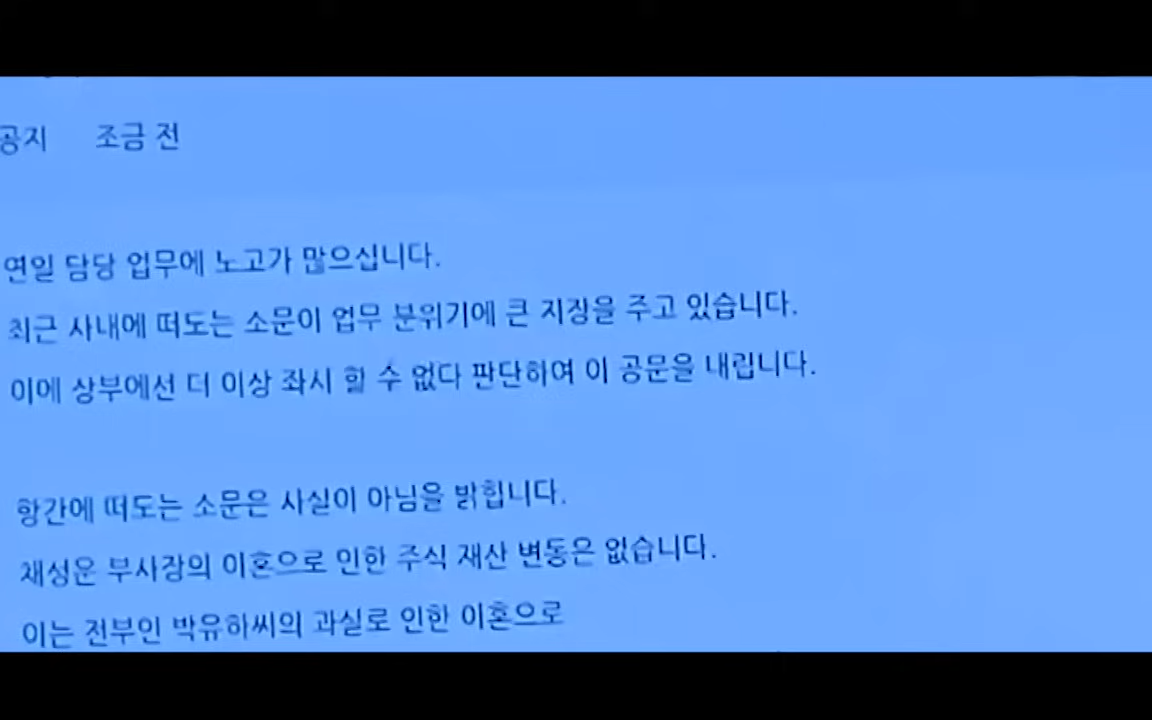 공지 조금 전
연일 담당 업무에 노고가 많으십니다.
최근 사내에 떠도는 소문이 업무 분위기에 큰 지장을 주고 있습니다.
이에 상부에선 더 이상 좌시 할 수 없다 판단하여 이 공문을 내립니다.
항간에 떠도는 소문은 사실이 아님을 밝힙니다.
채성운 부사장의 이혼으로 인한 주식 재산 변동은 없습니다.
이는 전부인 박유하씨의 과실로 인한 이혼으로